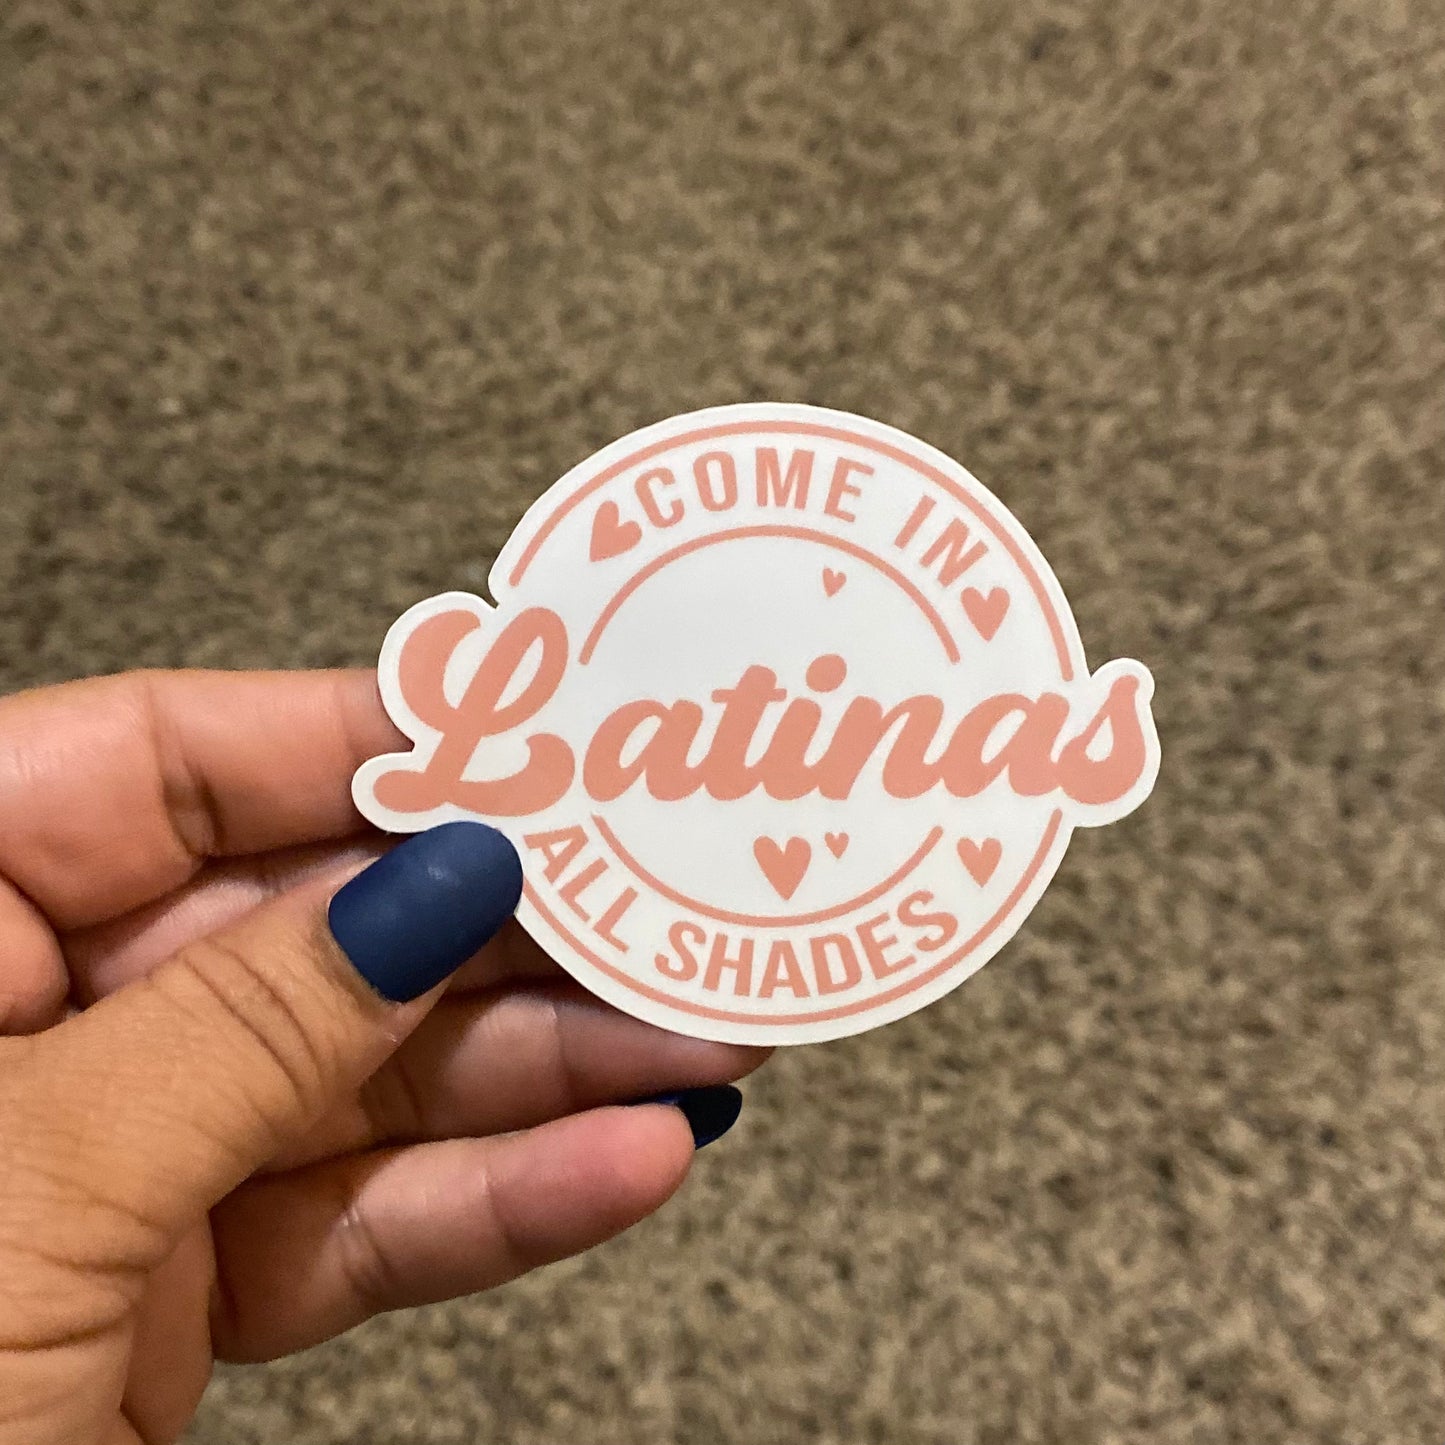 COME IN
Latinas
ALL SHADES